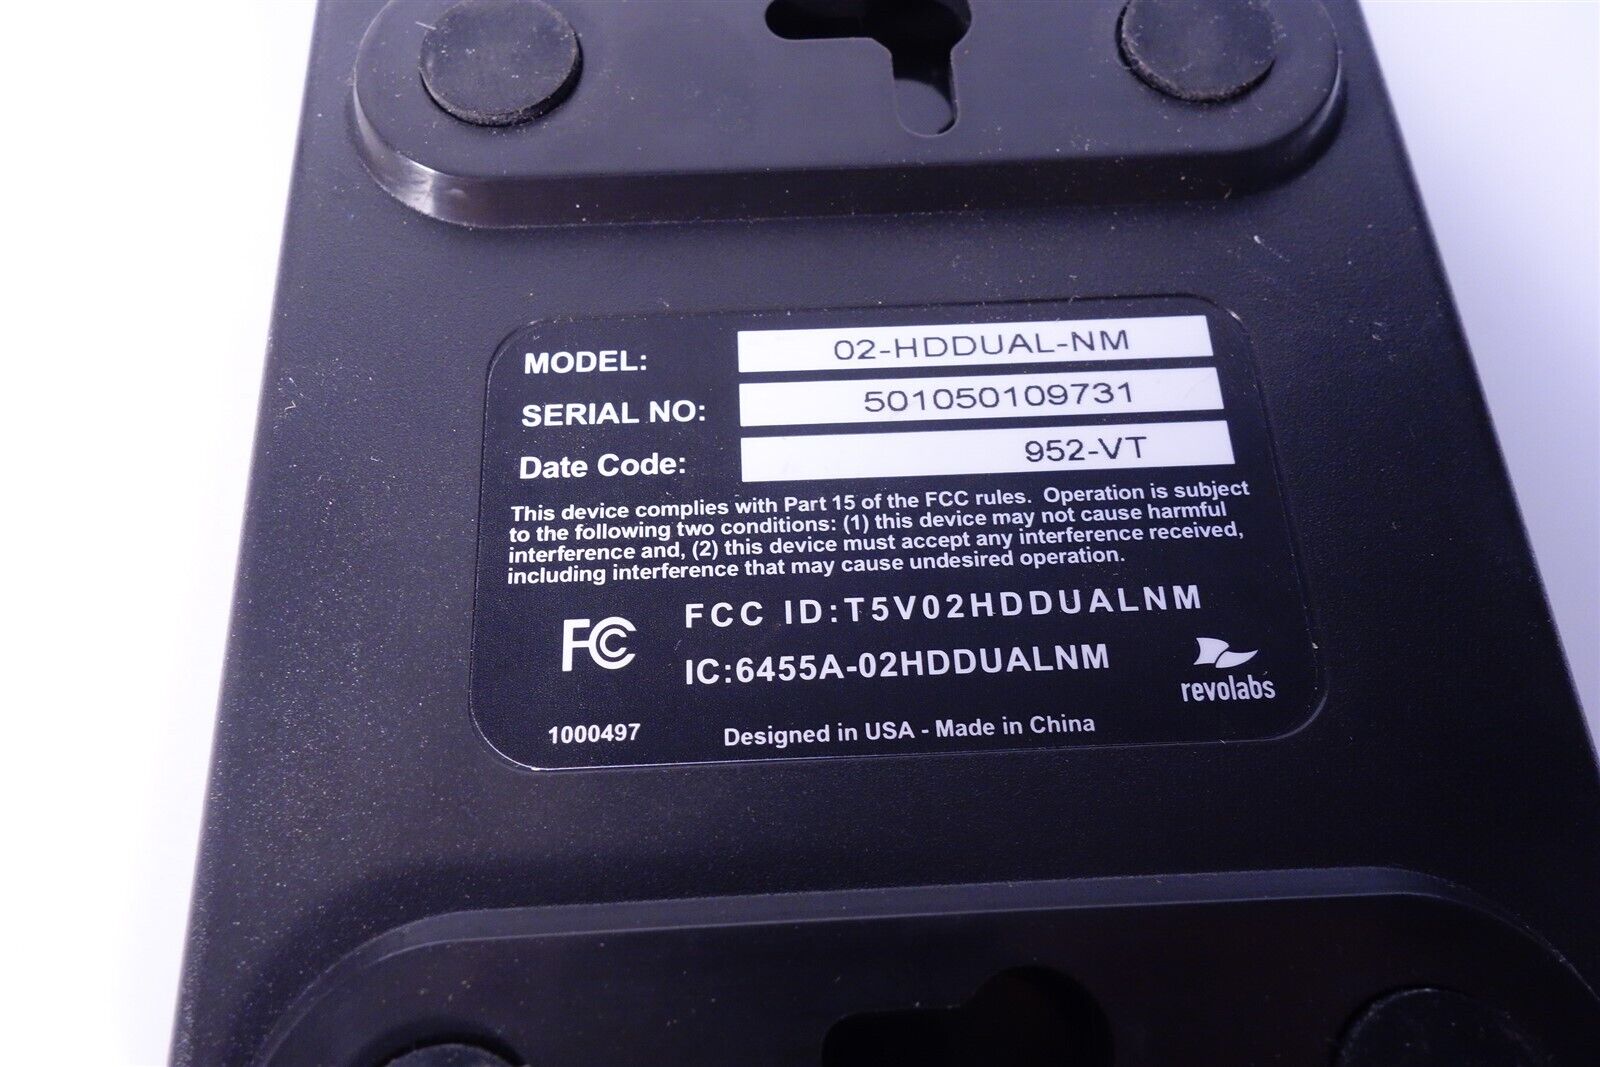 MODEL: 02-HDDUAL-NM
SERIAL NO: 501050109731
Date Code: 952-VT
This device complies with Part 15 of the FCC rules. Operation is subject
to the following two conditions: (1) this device may not cause harmful
interference and, (2) this device must accept any interference received,
including interference that may cause undesired operation.
FC FCC ID:T5V02HDDUALNM
IC:6455A-02HDDUALNM
revolabs
1000497 Designed in USA - Made in China